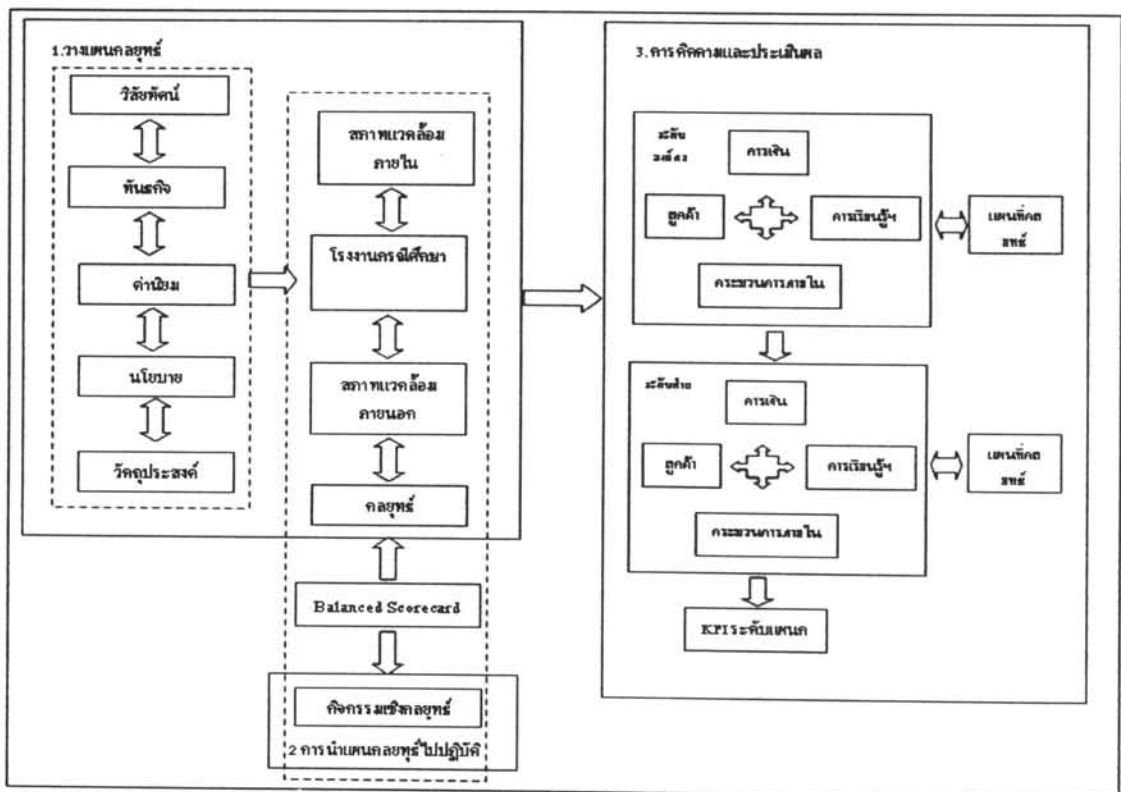 1.วางแผนกลยุทธ์
วิสัยทัศน์
พันธกิจ
ค่านิยม
นโยบาย
วัตถุประสงค์
สภาพแวดล้อม
ภายใน
โรงงานกรณีศึกษา
สภาพแวดล้อม
ภายนอก
กลยุทธ์
Balanced Scorecard
กิจกรรมเชิงกลยุทธ์
2 การนำแผนกลยุทธ์ไปปฏิบัติ
3.การติดตามและประเมินผล
ระดับ
องค์กร
การเงิน
ลูกค้า
การเรียนรู้ฯ
กระบวนการภายใน
แผนที่กล
ยุทธ์
ระดับฝ่าย
การเงิน
ลูกค้า
การเรียนรู้ฯ
กระบวนการภายใน
แผนที่กล
ยุทธ์
KPI ระดับแผนก